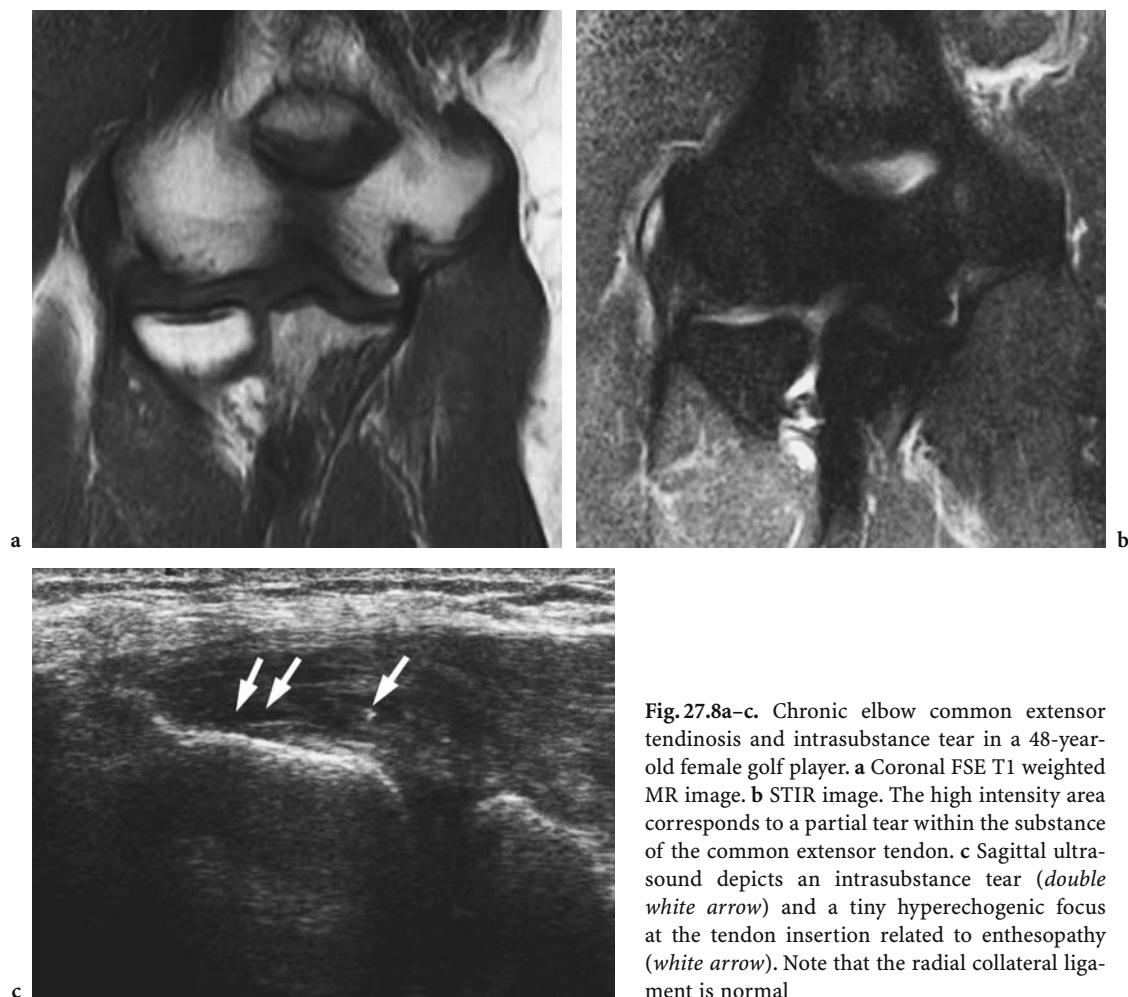 a
b
c
Fig. 27.8a–c. Chronic elbow common extensor
tendinosis and intrasubstance tear in a 48-year-
old female golf player. a Coronal FSE T1 weighted
MR image. b STIR image. The high intensity area
corresponds to a partial tear within the substance
of the common extensor tendon. c Sagittal ultra-
sound depicts an intrasubstance tear (double
white arrow) and a tiny hyperechogenic focus
at the tendon insertion related to enthesopathy
(white arrow). Note that the radial collateral liga-
ment is normal